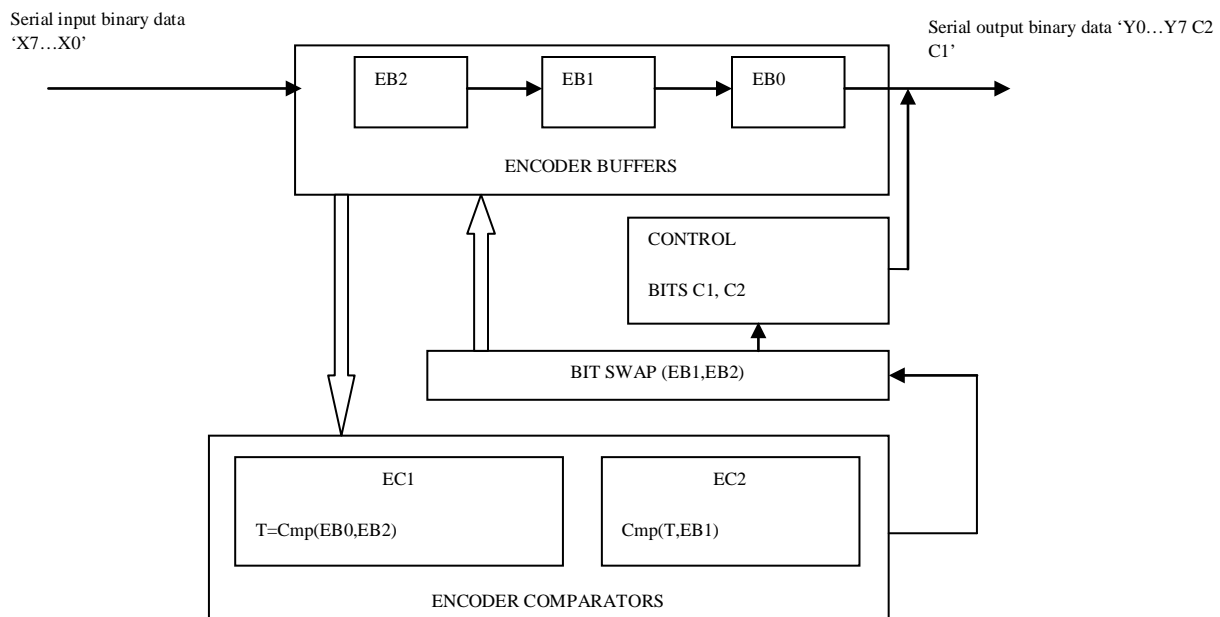 Serial input binary data
‘X7…X0’
Serial output binary data ‘Y0…Y7 C2
C1’
EB2
EB1
EB0
ENCODER BUFFERS
CONTROL
BITS C1, C2
BIT SWAP (EB1,EB2)
EC1
T=Cmp(EB0,EB2)
EC2
Cmp(T,EB1)
ENCODER COMPARATORS